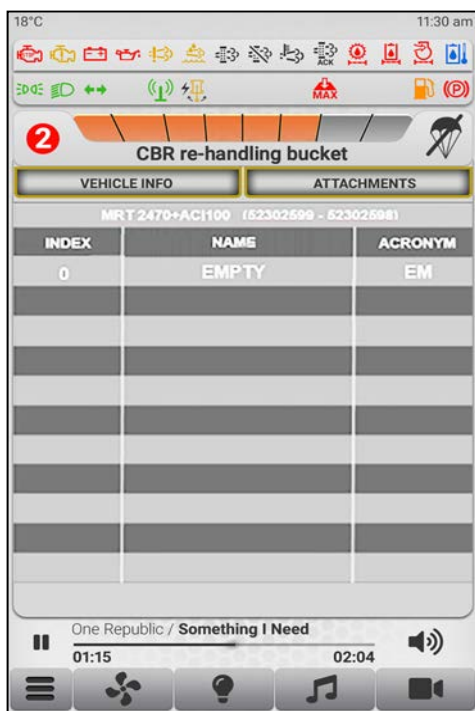 18°C 11:30 am
STOP
ACK
MAX
(P)
2
CBR re-handling bucket
VEHICLE INFO ATTACHMENTS
MRT 2470+ACI100 (52302599 - 52302598)
INDEX NAME ACRONYM
0 EMPTY EM
One Republic / Something I Need
01:15 02:04